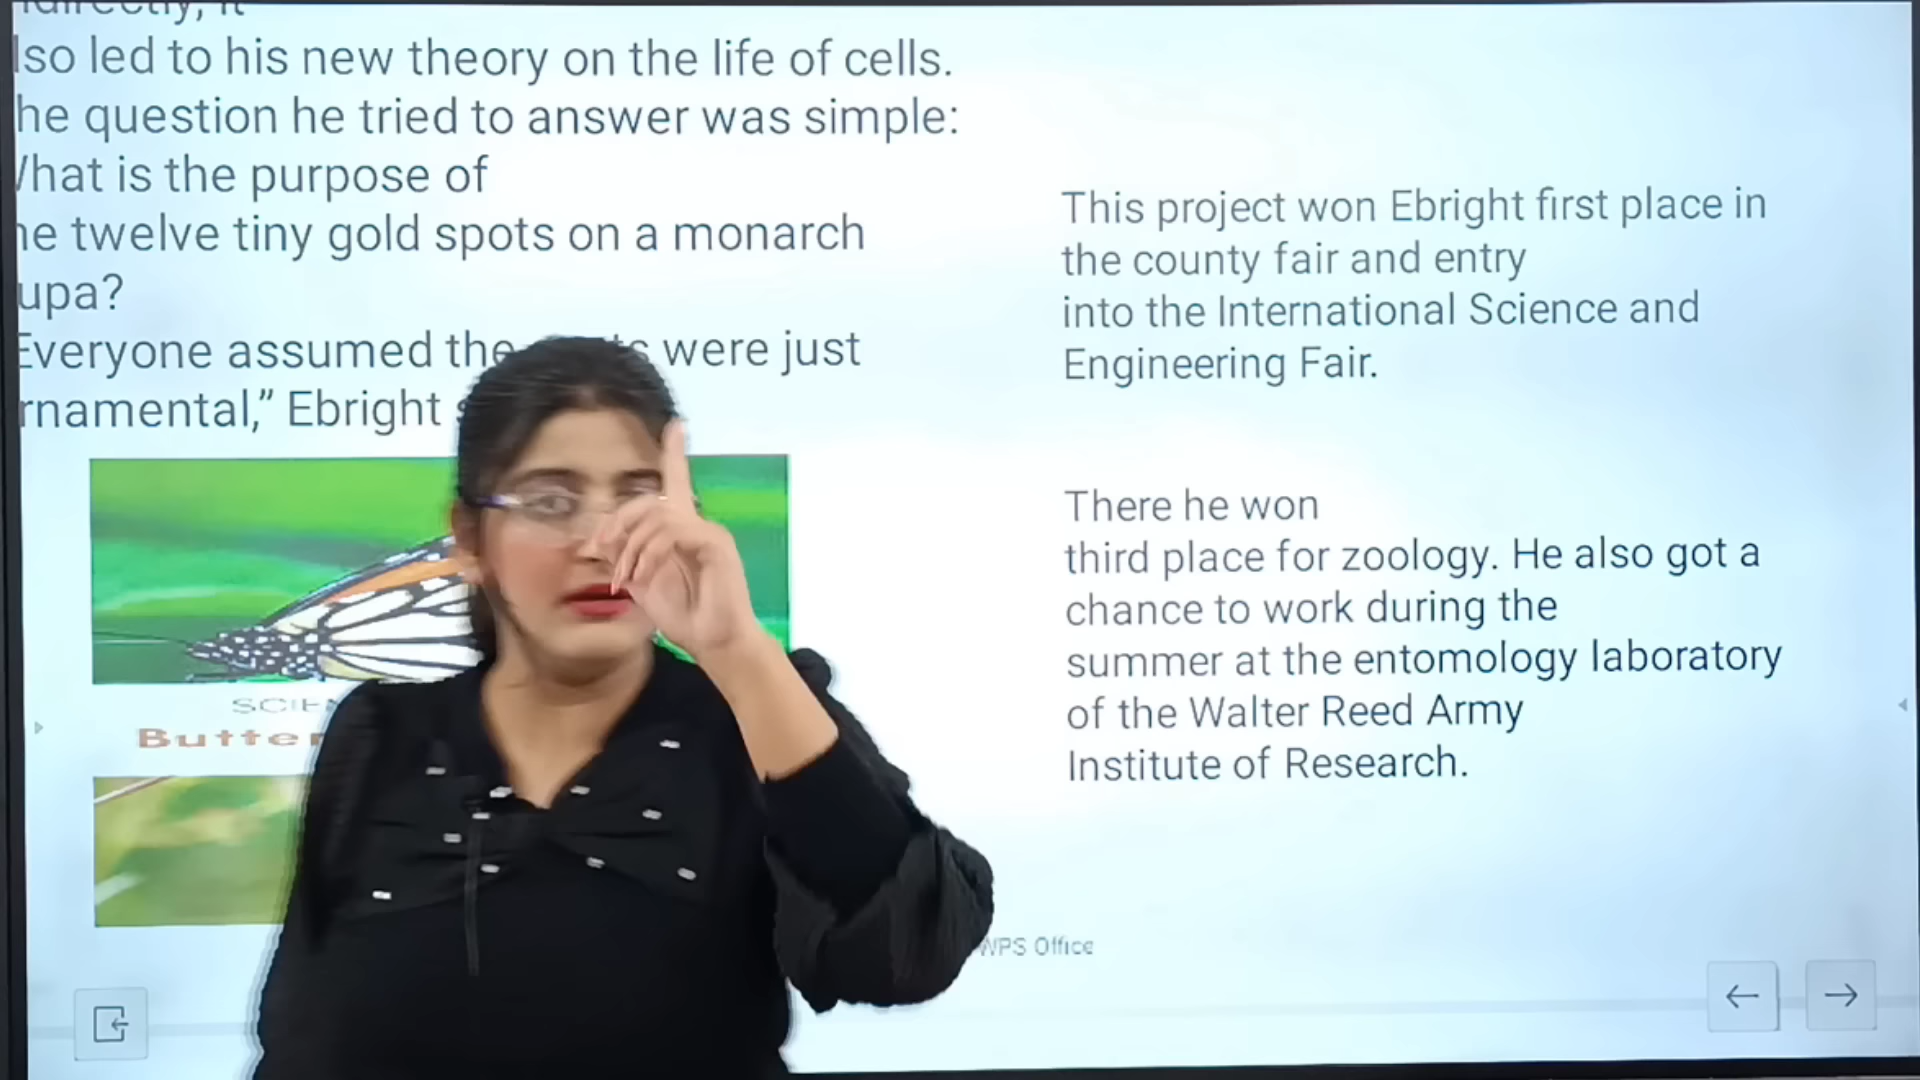 lso led to his new theory on the life of cells.
he question he tried to answer was simple:
hat is the purpose of
he twelve tiny gold spots on a monarch
upa?
Everyone assumed the were just
rnamental,” Ebright
This project won Ebright first place in
the county fair and entry
into the International Science and
Engineering Fair.
There he won
third place for zoology. He also got a
chance to work during the
summer at the entomology laboratory
of the Walter Reed Army
Institute of Research.
SCIEN
Butter
WPS Office